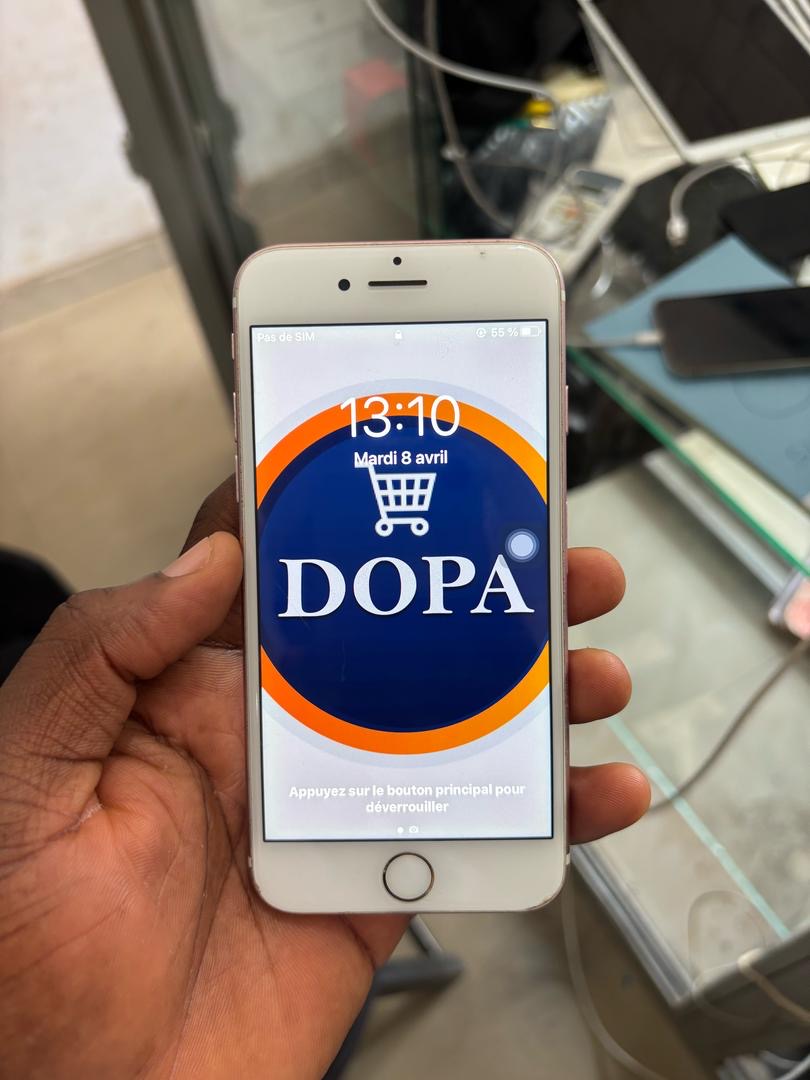 Pas de SIM
55 %
13:10
Mardi 8 avril
DOPA
Appuyez sur le bouton principal pour
déverrouiller